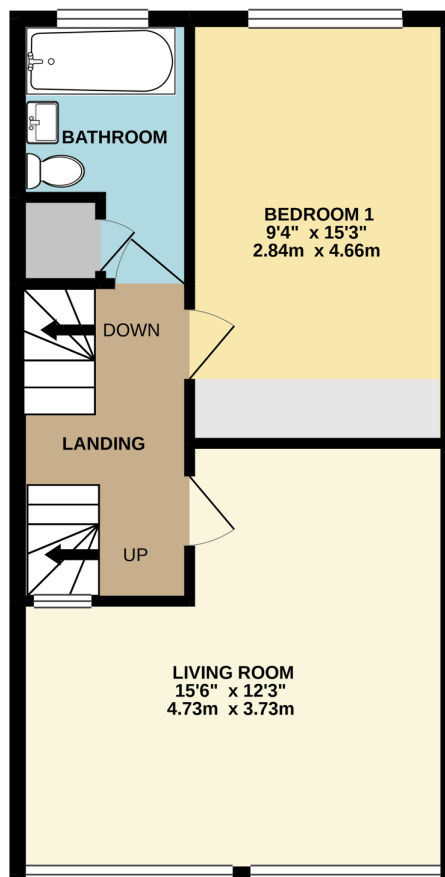 BATHROOM
BEDROOM 1
9'4"  x 15'3"
2.84m  x 4.66m
DOWN
LANDING
UP
LIVING ROOM
15'6"  x 12'3"
4.73m  x 3.73m